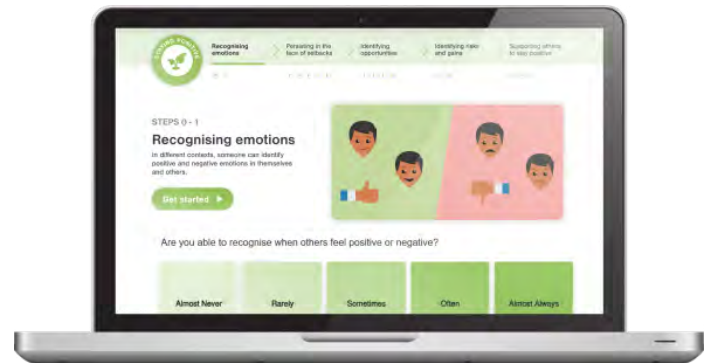 STAYING POSITIVE
Recognising emotions
Persisting in the face of setbacks
Identifying opportunities
Identifying risks and gains
Supporting others to stay positive
STEPS 0 - 1
Recognising emotions
In different contexts, someone can identify
positive and negative emotions in themselves
and others.
Get started
Are you able to recognise when others feel positive or negative?
Almost Never
Rarely
Sometimes
Often
Almost Always